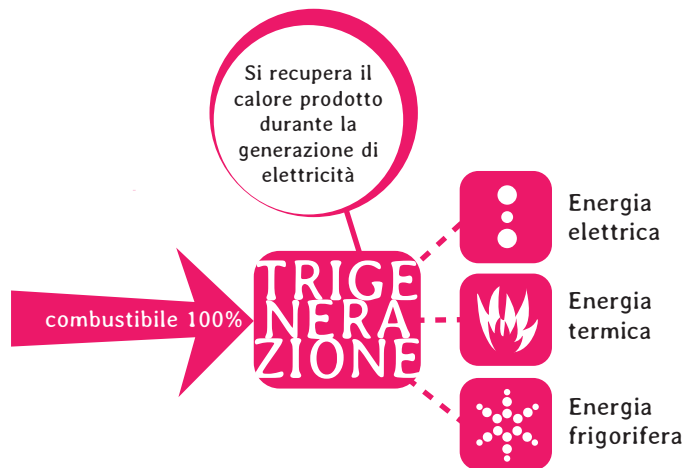 Si recupera il
calore prodotto
durante la
generazione di
elettricità
Energia
elettrica
combustibile 100%
TRIGE
NERA
ZIONE
Energia
termica
Energia
frigorifera